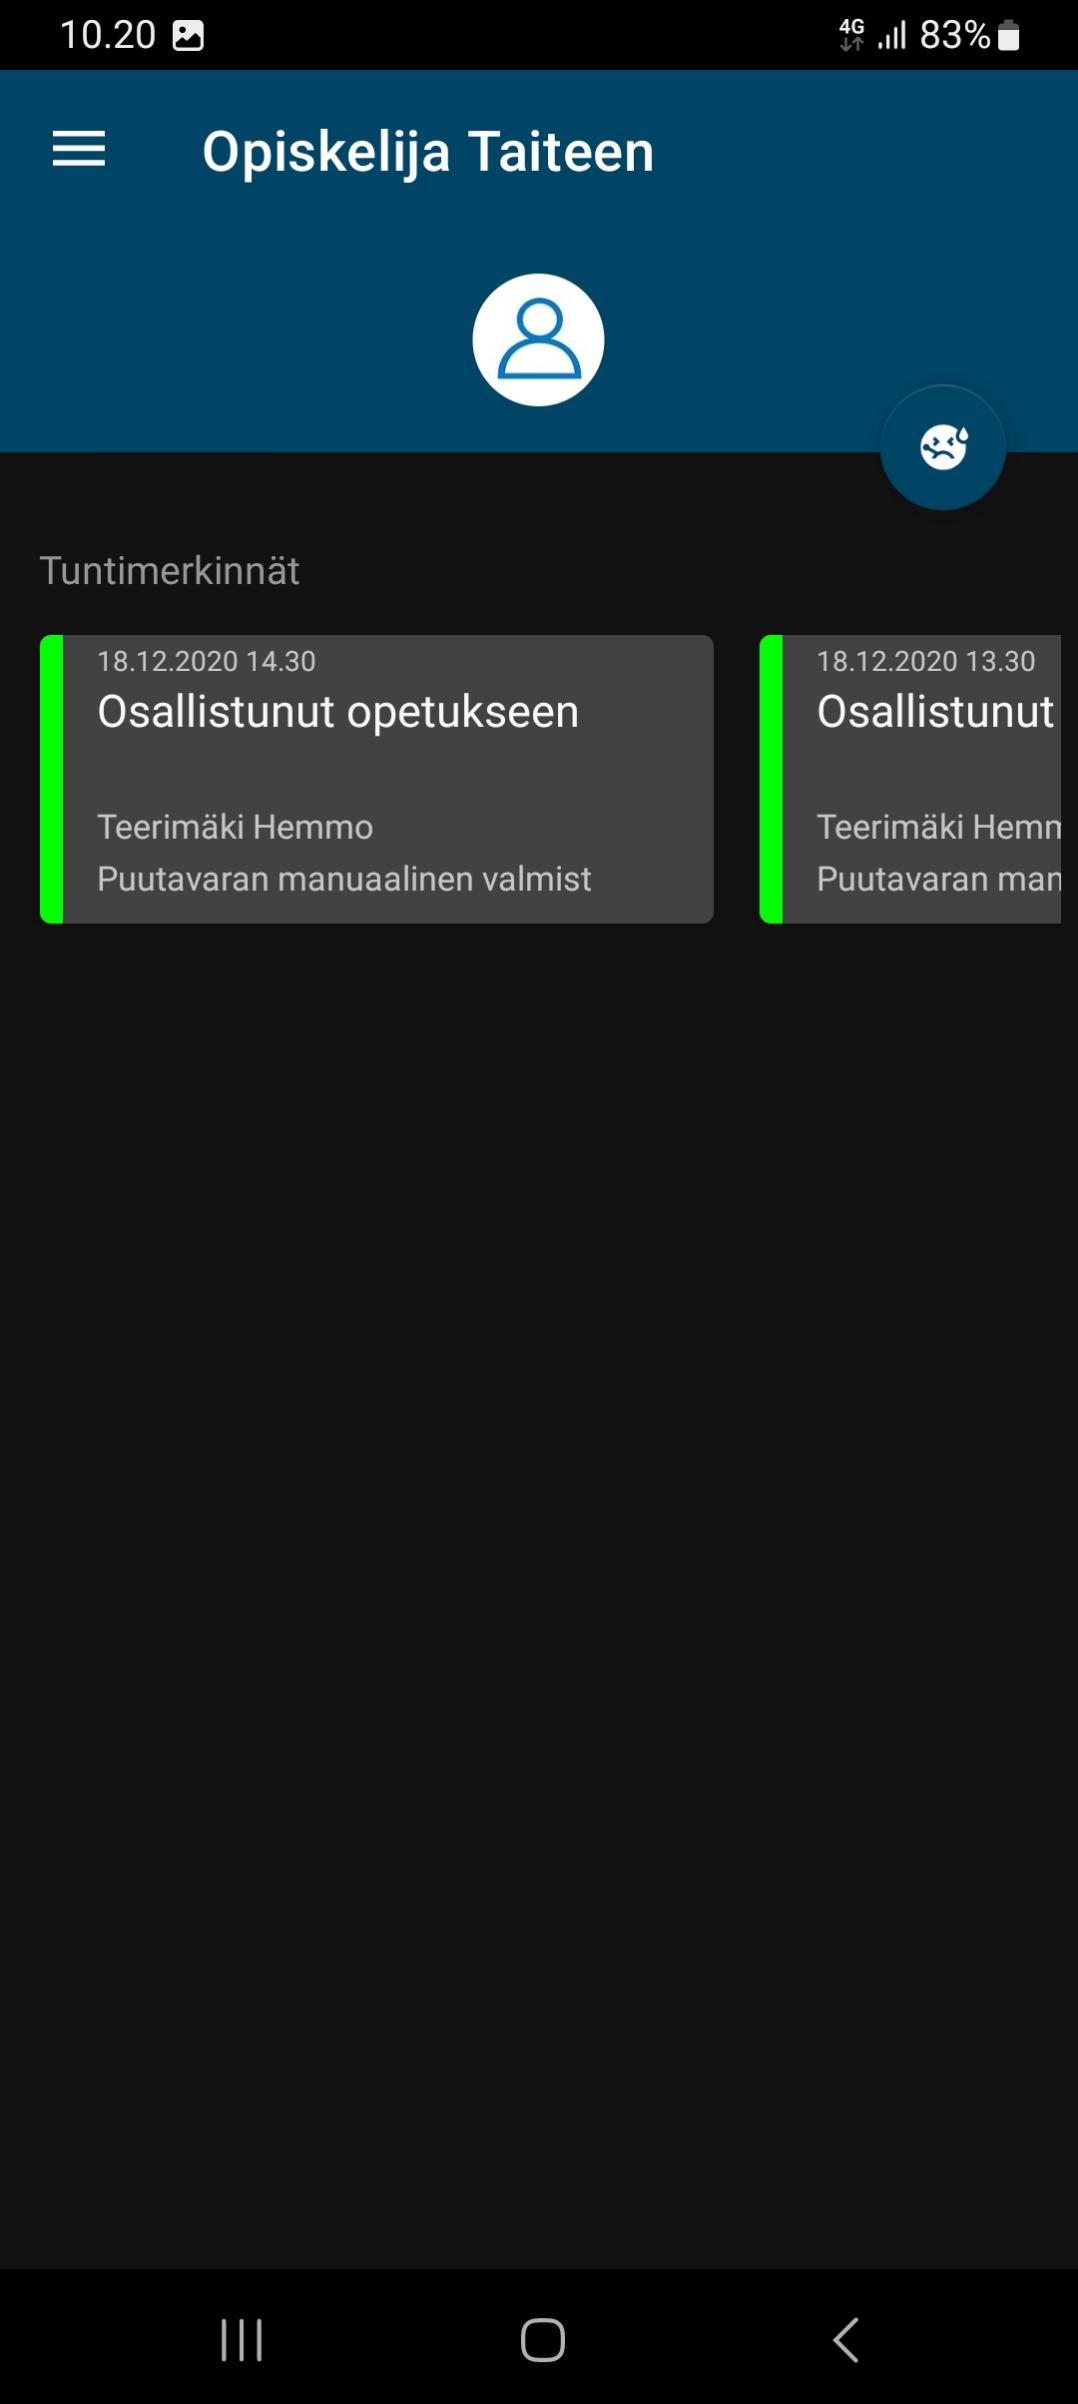 10.20
4G
83%
Opiskelija Taiteen
Tuntimerkinnät
18.12.2020 14.30
Osallistunut opetukseen
Teerimäki Hemmo
Puutavaran manuaalinen valmist
18.12.2020 13.30
Osallistunut
Teerimäki Hemm
Puutavaran man